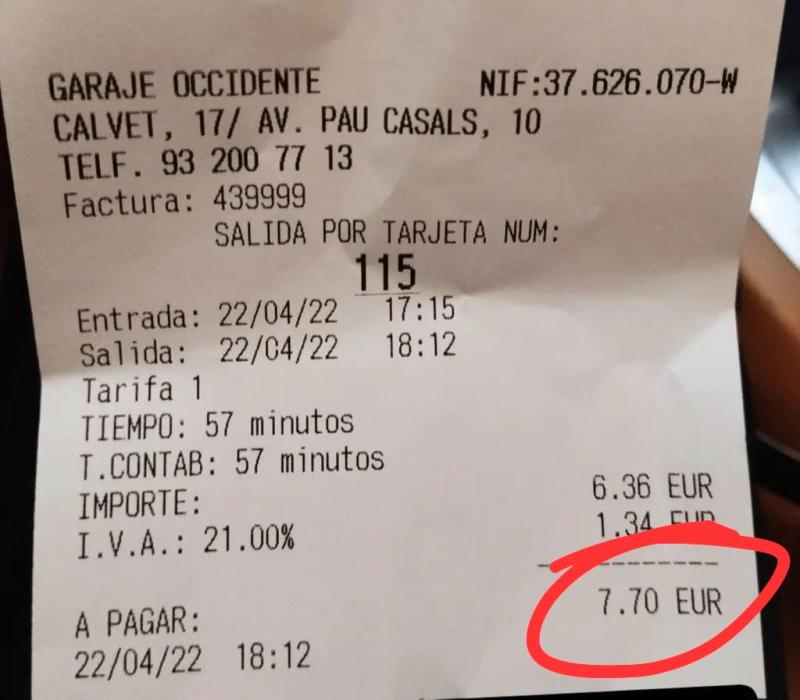 GARAJE OCCIDENTE NIF:37.626.070-W
CALVET, 17/ AV. PAU CASALS, 10
TELF. 93 200 77 13
Factura: 439999
SALIDA POR TARJETA NUM:
115
Entrada: 22/04/22 17:15
Salida: 22/04/22 18:12
Tarifa 1
TIEMPO: 57 minutos
T.CONTAB: 57 minutos
IMPORTE: 6.36 EUR
I.V.A.: 21.00% 1.34 EUR
A PAGAR: 7.70 EUR
22/04/22 18:12